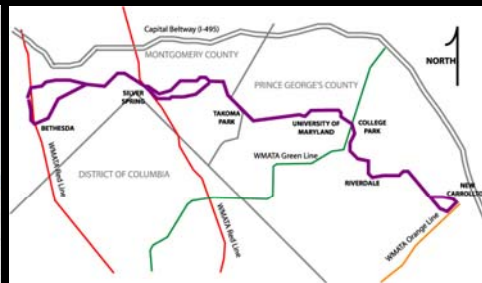 Capital Beltway (I-495)
MONTGOMERY COUNTY
NORTH
PRINCE GEORGE'S COUNTY
SILVER
SPRING
TAKOMA
PARK
UNIVERSITY OF
MARYLAND
COLLEGE
PARK
BETHESDA
WMATA Green Line
WMATA Red Line
DISTRICT OF COLUMBIA
RIVERDALE
NEW
CARROLLTON
WMATA Red Line
WMATA Orange Line